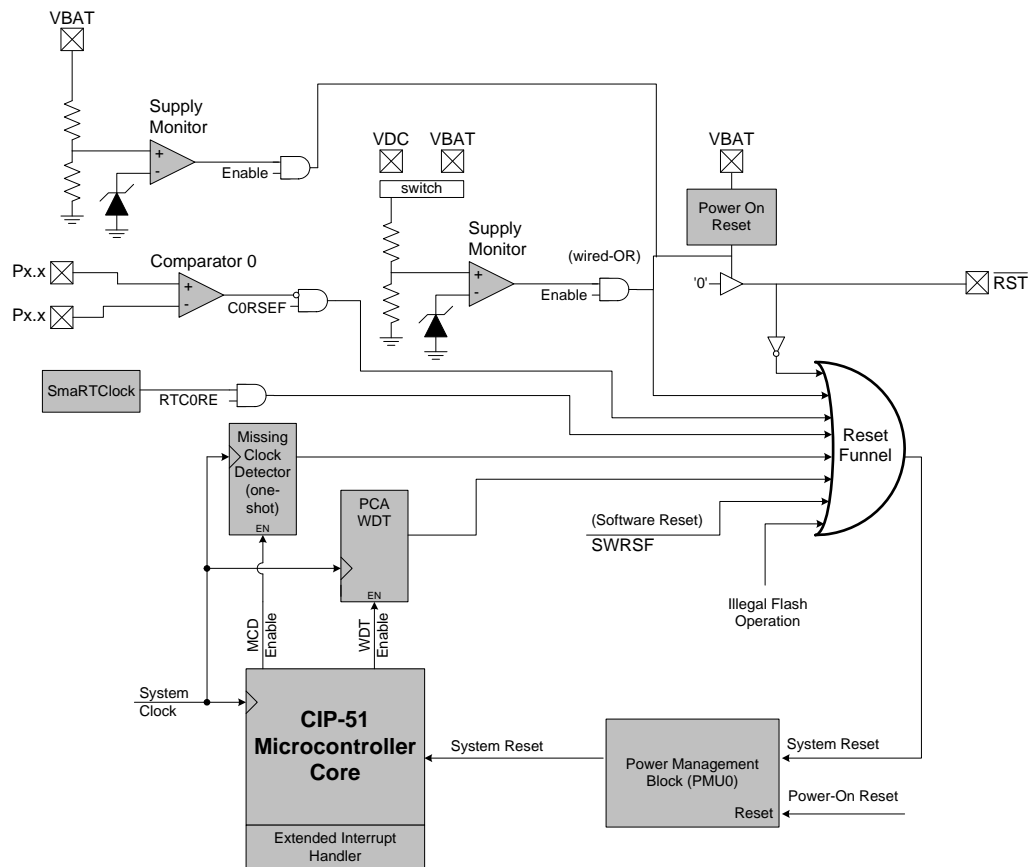 VBAT
Supply
Monitor
+
-
Enable
VDC
VBAT
switch
Supply
Monitor
+
-
Enable
(wired-OR)
VBAT
Power On
Reset
'0'
RST
Px.x
Px.x
Comparator 0
+
-
C0RSEF
SmaRTClock
RTC0RE
Missing
Clock
Detector
(one-
shot)
EN
PCA
WDT
EN
Reset
Funnel
(Software Reset)
SWRSF
Illegal Flash
Operation
MCD
Enable
WDT
Enable
System
Clock
CIP-51
Microcontroller
Core
Extended Interrupt
Handler
System Reset
Power Management
Block (PMU0)
Reset
System Reset
Power-On Reset